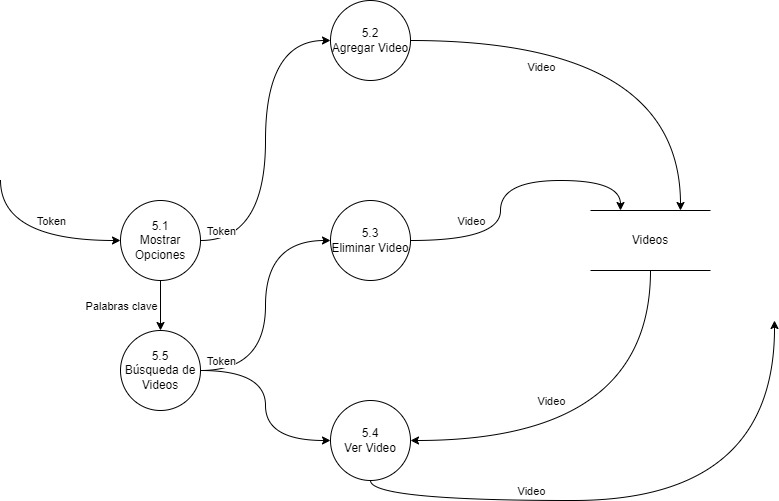 5.2
Agregar Video
Video
Token
5.1
Mostrar
Opciones
Token
5.3
Eliminar Video
Video
Videos
Palabras clave
5.5
Búsqueda de
Videos
Token
5.4
Ver Video
Video
Video